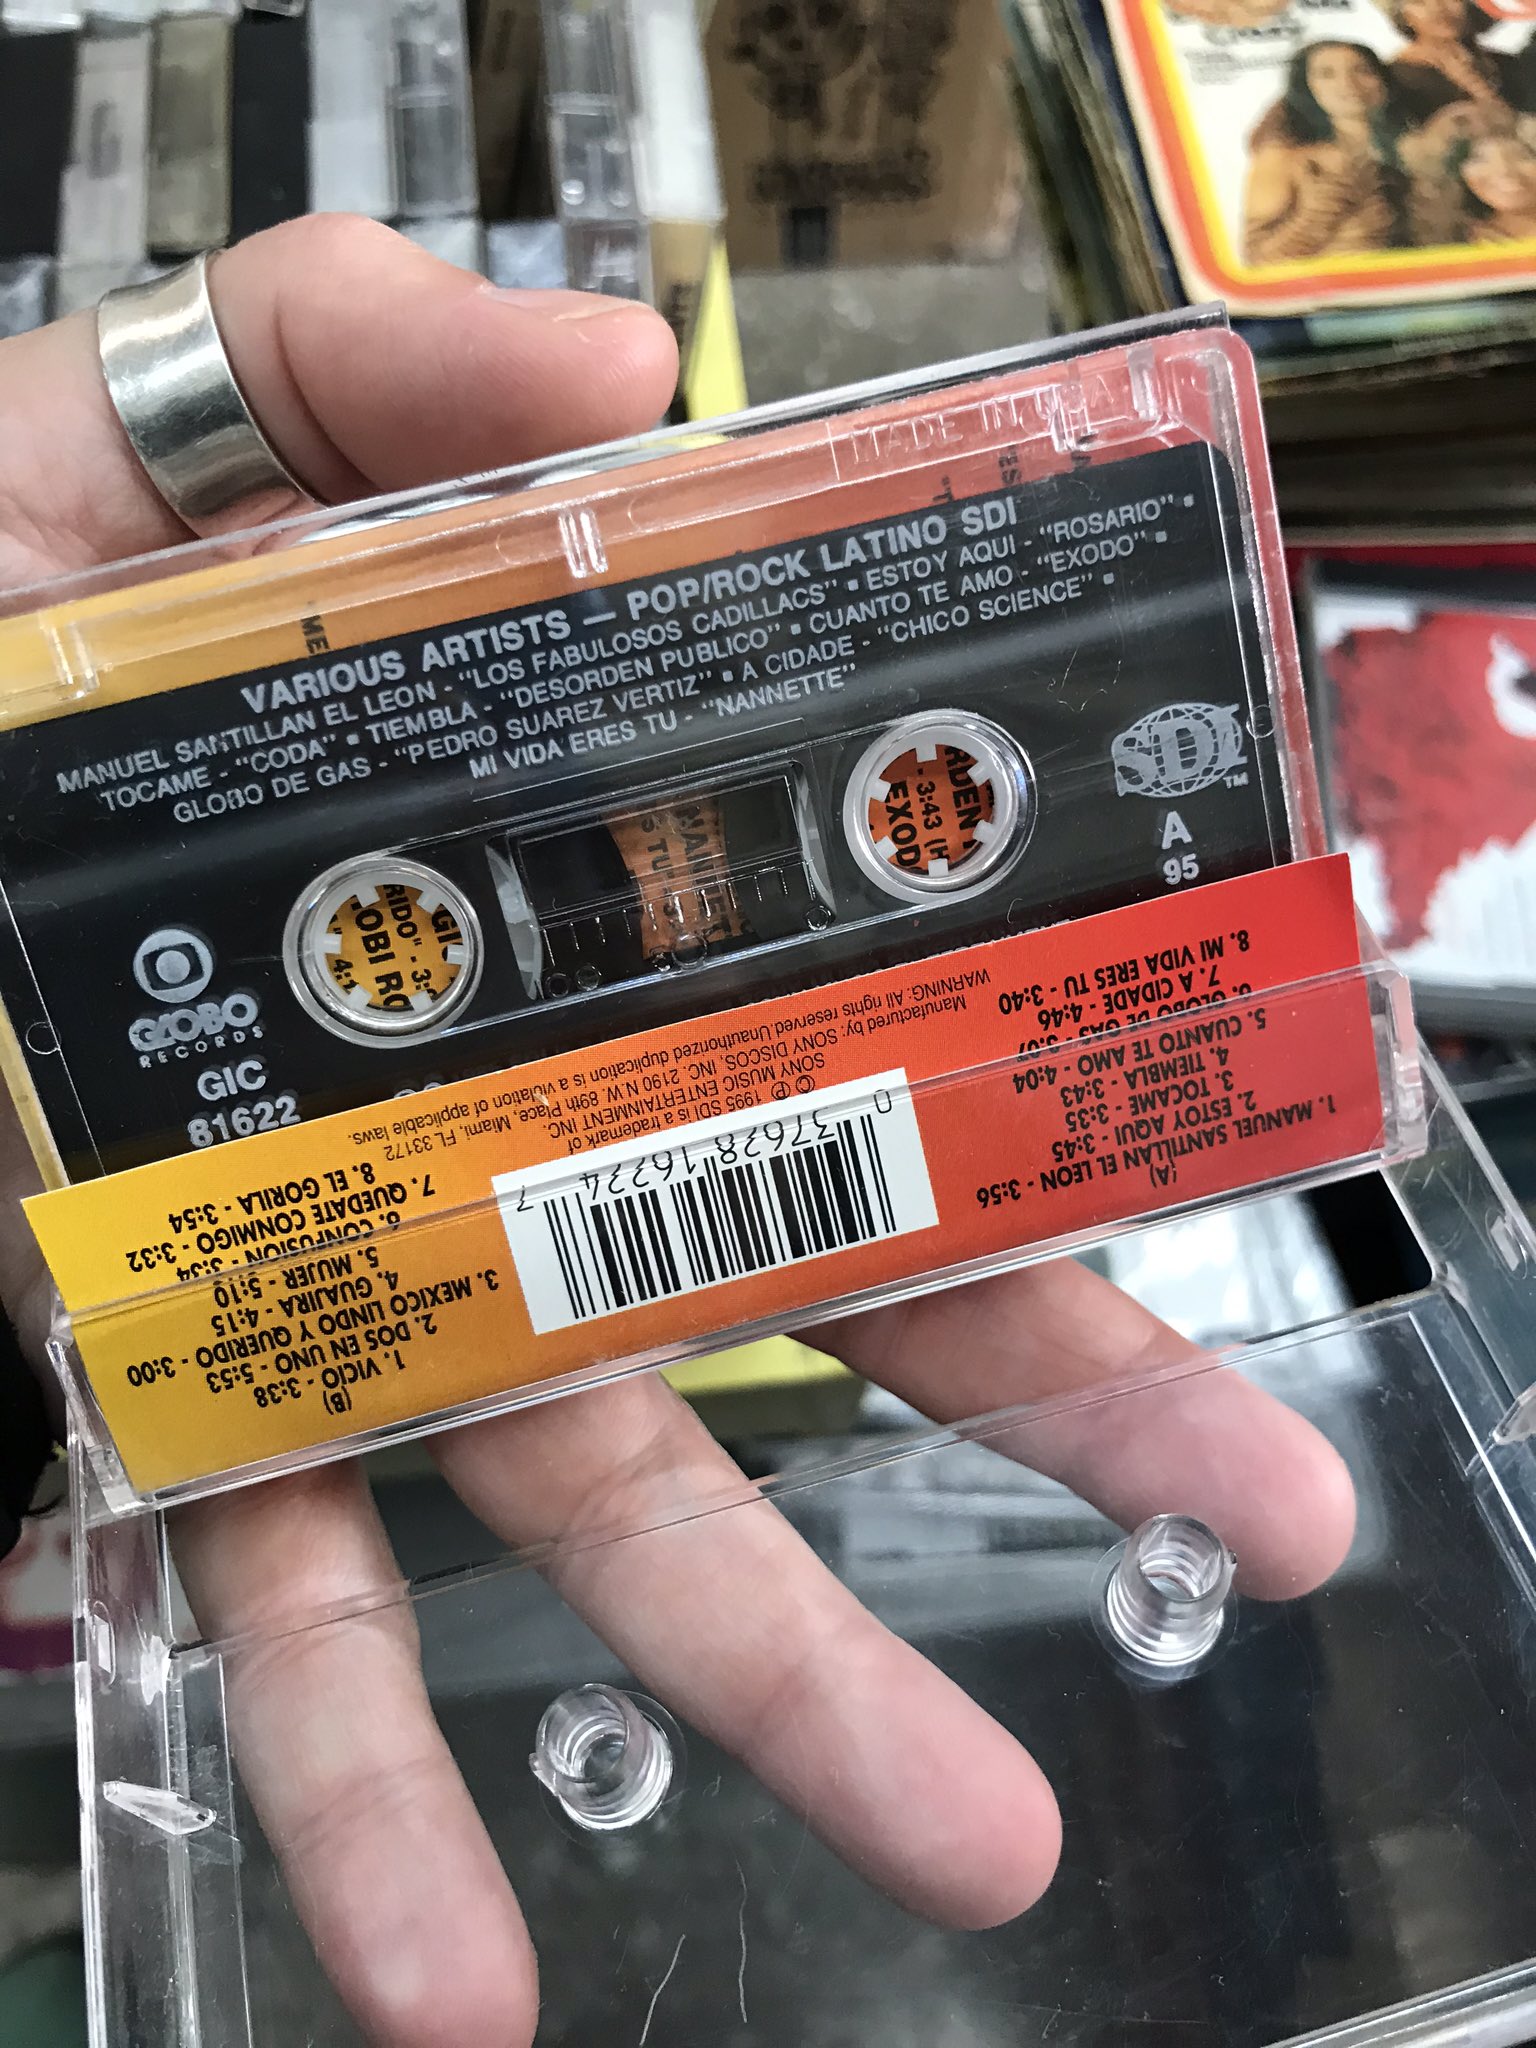 MADE IN U.S.A.
VARIOUS ARTISTS — POP/ROCK LATINO SDI
MANUEL SANTILLAN EL LEON - "LOS FABULOSOS CADILLACS" ▪ ESTOY AQUI - "ROSARIO" ▪
TOCAME - "CODA" ▪ TIEMBLA - "DESORDEN PUBLICO" ▪ CUANTO TE AMO - "EXODO" ▪
GLOBO DE GAS - "PEDRO SUAREZ VERTIZ" ▪ A CIDADE - "CHICO SCIENCE" ▪
MI VIDA ERES TU - "NANNETTE"
SDI
TM
A
95
GLOBO
RECORDS
GIC
81622
(A)
1. MANUEL SANTILLAN EL LEON - 3:56
2. ESTOY AQUI - 3:45
3. TOCAME - 3:35
4. TIEMBLA - 3:43
5. CUANTO TE AMO - 4:04
6. GLOBO DE GAS - 3:07
7. A CIDADE - 4:46
8. MI VIDA ERES TU - 3:40
0 37628 16224 7
© ℗ 1995 SDI is a trademark of
SONY MUSIC ENTERTAINMENT INC.
Manufactured by: SONY DISCOS, INC. 2190 N.W. 89th Place, Miami, FL 33172
WARNING: All rights reserved Unauthorized duplication is a violation of applicable laws.
(B)
1. VICIO - 3:38
2. DOS EN UNO - 5:53
3. MEXICO LINDO Y QUERIDO - 3:00
4. GUAJIRA - 4:15
5. MUJER - 5:10
6. CONFUSION - 3:34
7. QUEDATE CONMIGO - 3:32
8. EL GORILA - 3:54